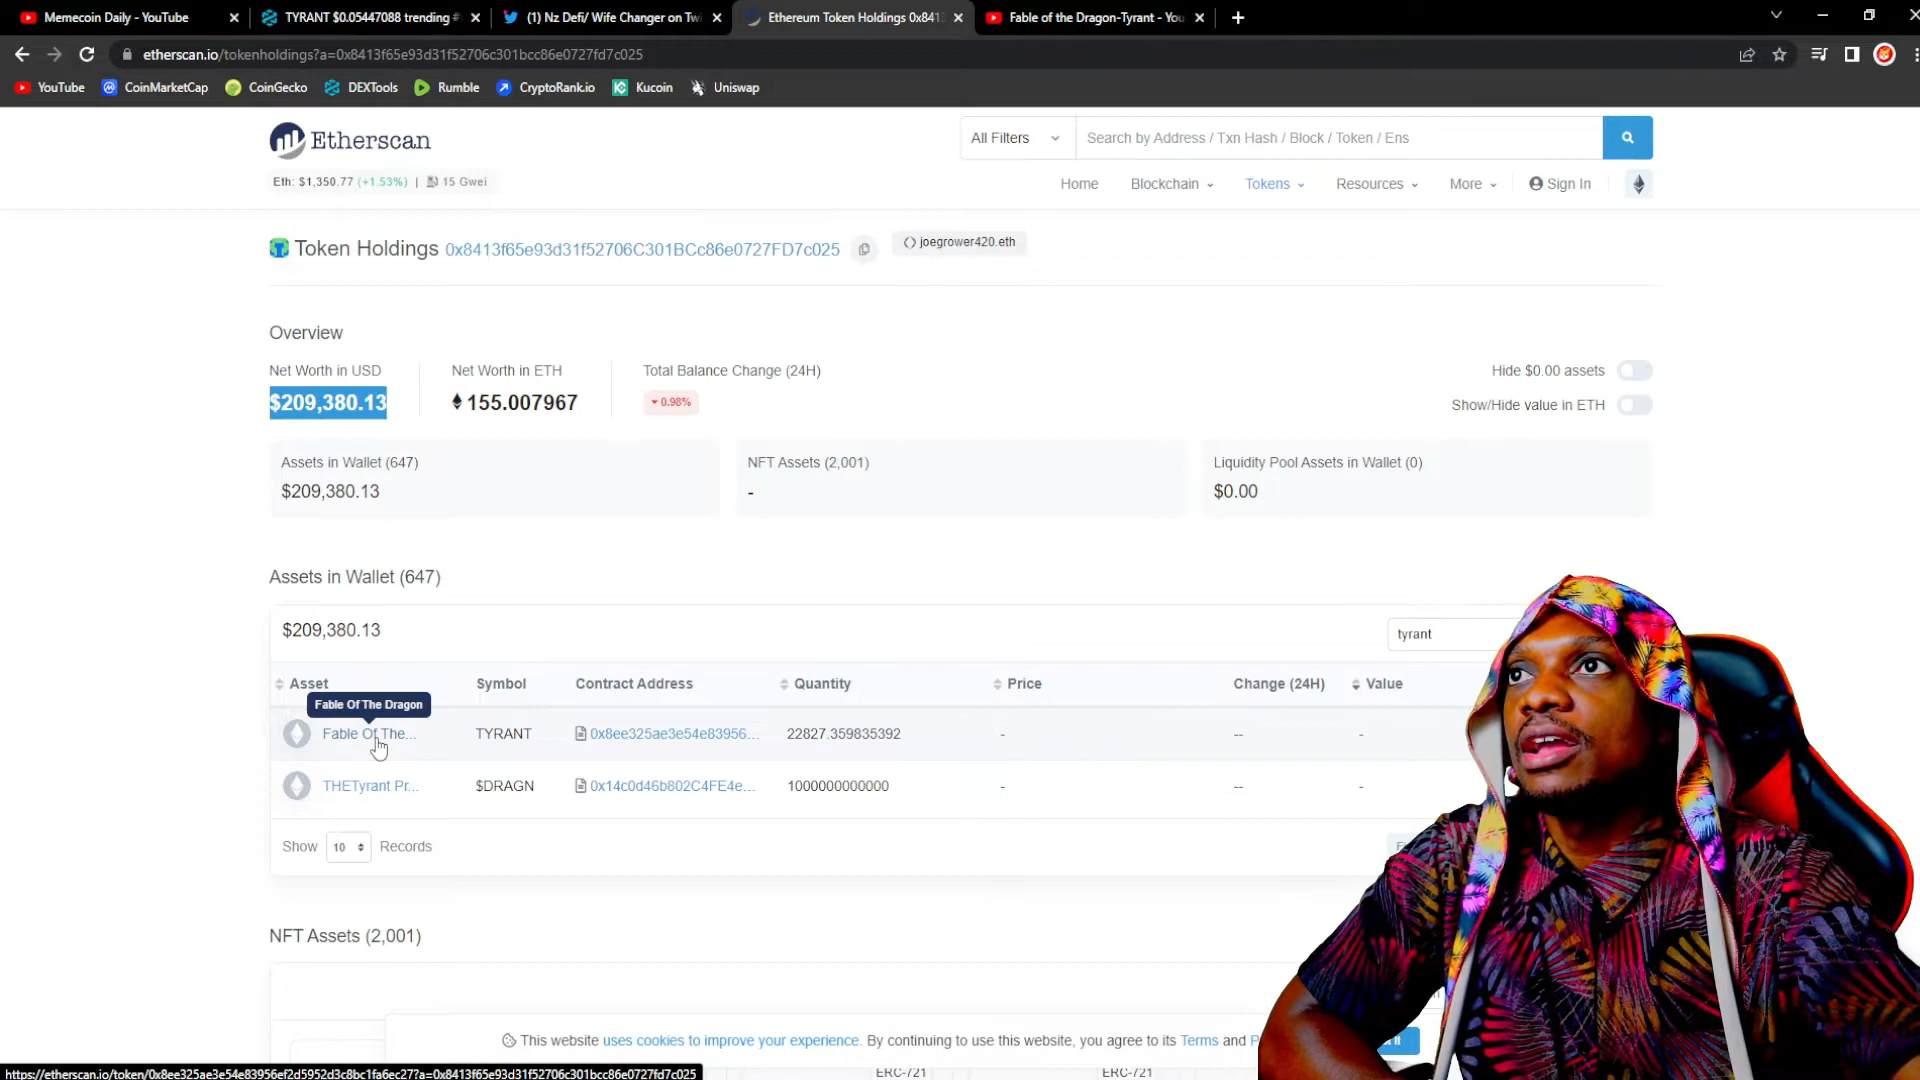 Memecoin Daily - YouTube
TYRANT $0.05447088 trending
(1) Nz Defi/ Wife Changer on Tw
Ethereum Token Holdings 0x8413
Fable of the Dragon-Tyrant - You
etherscan.io/tokenholdings?a=0x8413f65e93d31f52706c301bcc86e0727fd7c025
YouTube CoinMarketCap CoinGecko DEXTools Rumble CryptoRank.io Kucoin Uniswap
Etherscan
All Filters
Search by Address / Txn Hash / Block / Token / Ens
Eth: $1,350.77 (+1.53%) | 15 Gwei
Home Blockchain Tokens Resources More Sign In
Token Holdings 0x8413f65e93d31f52706C301BCc86e0727FD7c025
joegrower420.eth
Overview
Net Worth in USD
$209,380.13
Net Worth in ETH
155.007967
Total Balance Change (24H)
0.98%
Hide $0.00 assets
Show/Hide value in ETH
Assets in Wallet (647)
$209,380.13
NFT Assets (2,001)
-
Liquidity Pool Assets in Wallet (0)
$0.00
Assets in Wallet (647)
$209,380.13
tyrant
Asset Symbol Contract Address Quantity Price Change (24H) Value
Fable Of The Dragon
Fable Of The... TYRANT 0x8ee325ae3e54e83956... 22827.359835392 - -- -
THETyrant Pr... $DRAGN 0x14c0d46b802C4FE4e... 1000000000000 - -- -
Show 10 Records
NFT Assets (2,001)
This website uses cookies to improve your experience. By continuing to use this website, you agree to its Terms and P
https://etherscan.io/token/0x8ee325ae3e54e83956ef2d5952d3c8bc1fa6ec27?a=0x8413f65e93d31f52706c301bcc86e0727fd7c025
ERC-721 ERC-721